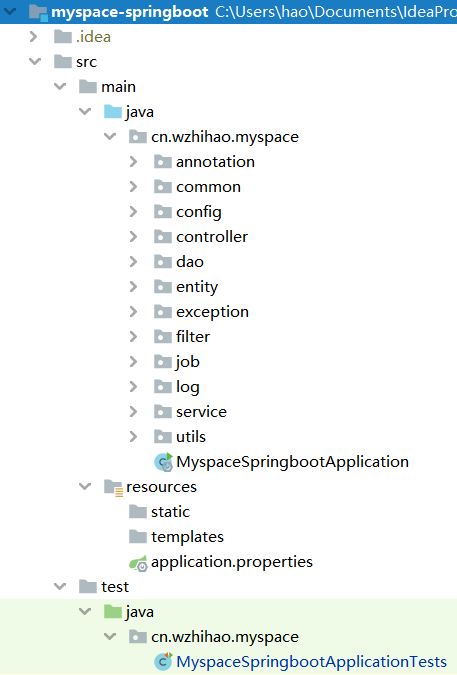 myspace-springboot C:\Users\hao\Documents\IdeaPro
.idea
src
main
java
cn.wzhihao.myspace
annotation
common
config
controller
dao
entity
exception
filter
job
log
service
utils
MyspaceSpringbootApplication
resources
static
templates
application.properties
test
java
cn.wzhihao.myspace
MyspaceSpringbootApplicationTests